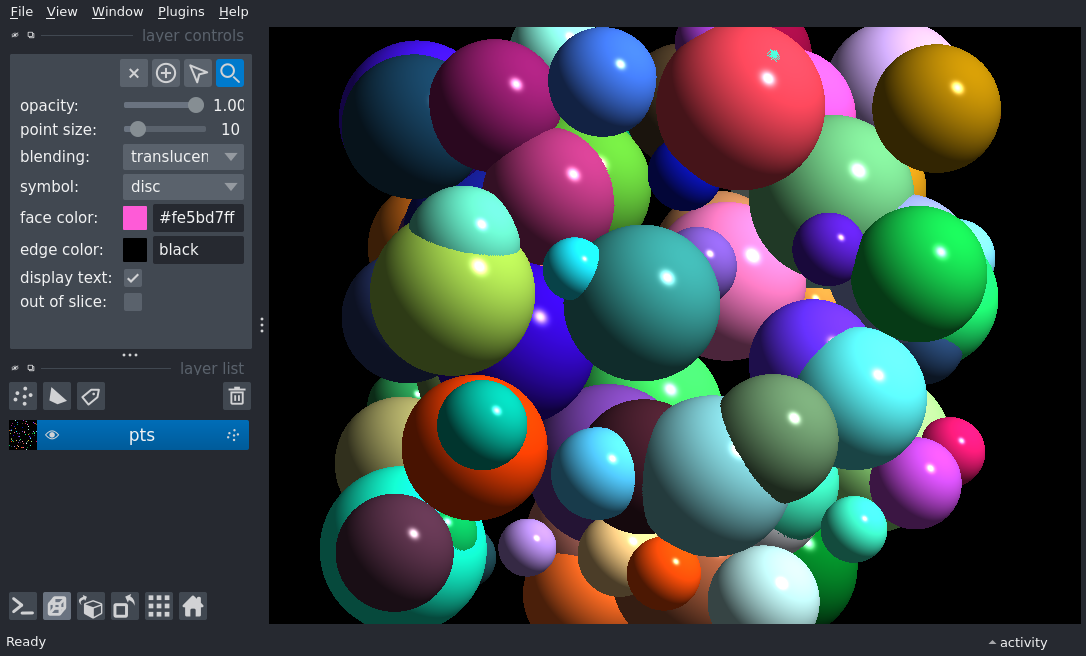 File View Window Plugins Help
layer controls
opacity: 1.00
point size: 10
blending: translucen
symbol: disc
face color: #fe5bd7ff
edge color: black
display text:
out of slice:
layer list
pts
Ready
activity